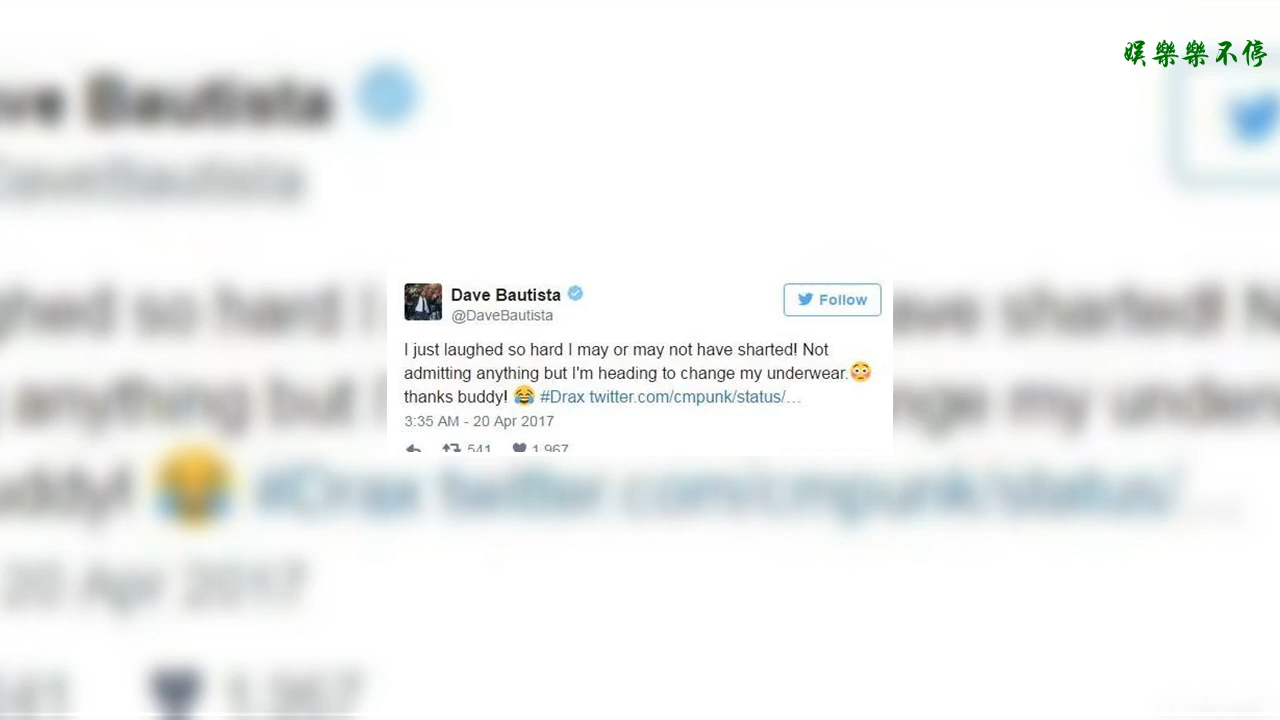 娱樂樂不停
Dave Bautista
@DaveBautista
Follow
I just laughed so hard I may or may not have sharted! Not
admitting anything but I'm heading to change my underwear.😳
thanks buddy! 😂 #Drax twitter.com/cmpunk/status/...
3:35 AM - 20 Apr 2017
541 1,967